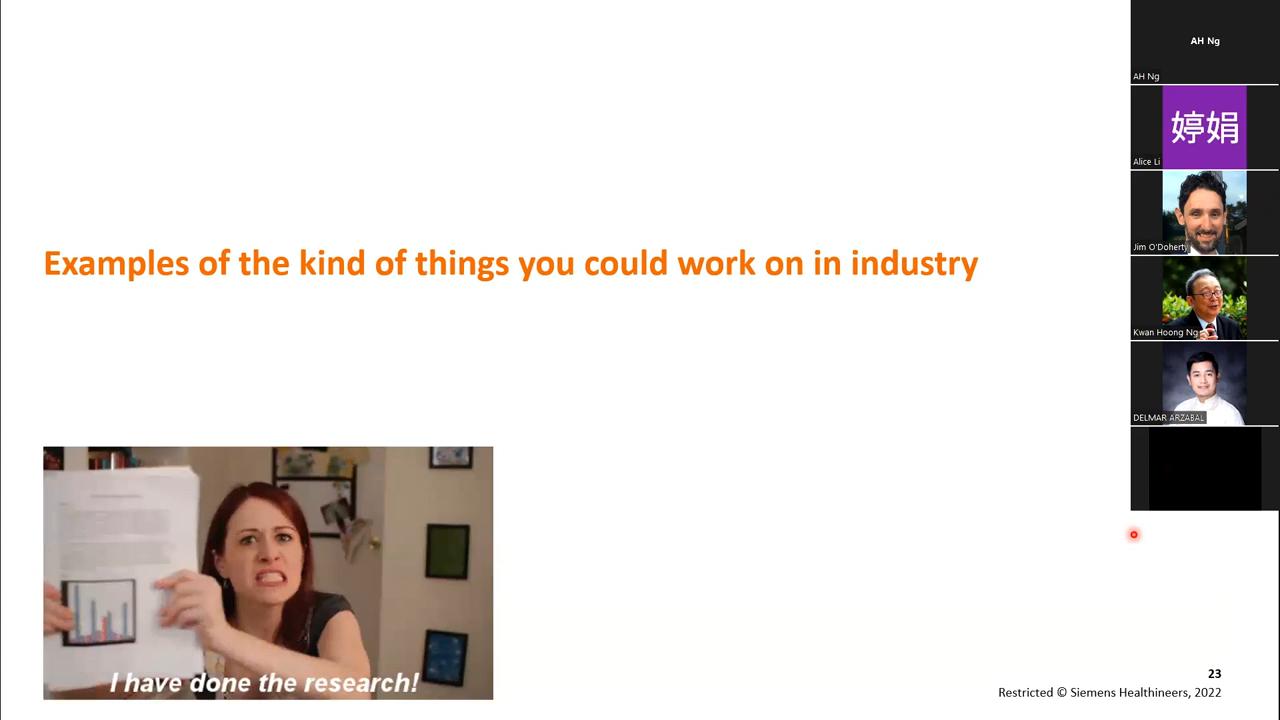 Examples of the kind of things you could work on in industry
I have done the research!
23
Restricted © Siemens Healthineers, 2022
AH Ng
AH Ng
婷娟
Alice Li
Jim O'Doherty
Kwan Hoong Ng
DELMAR ARZABAL